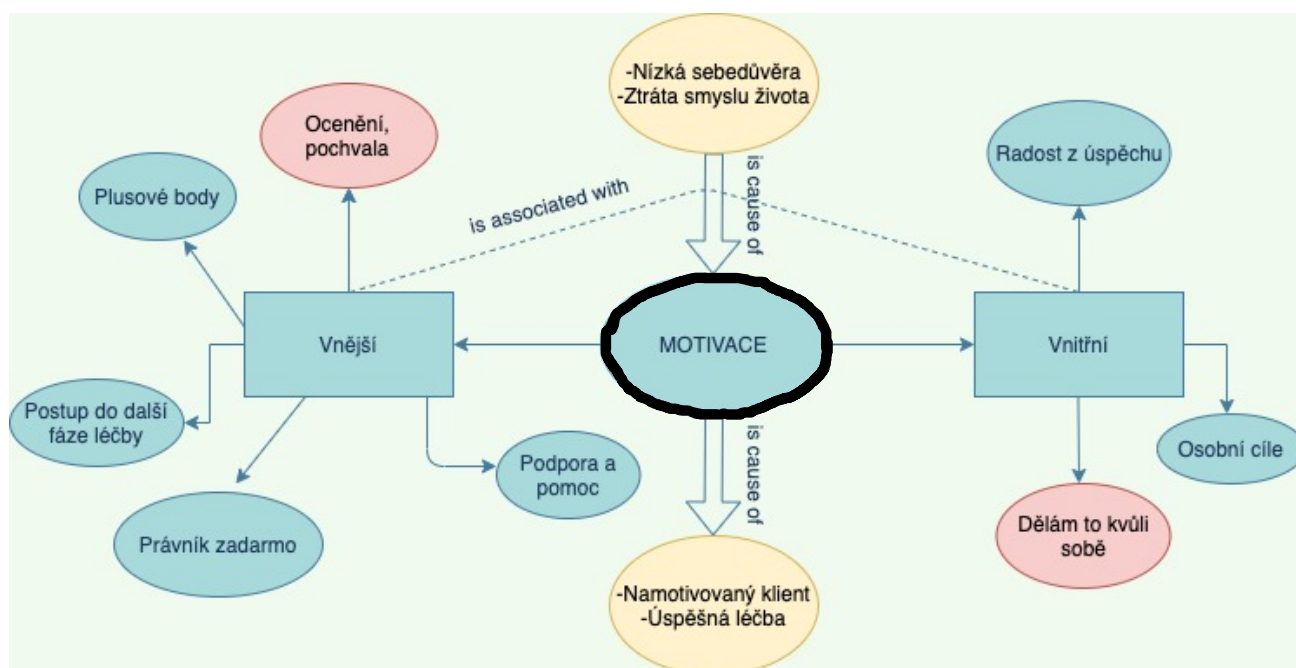 -Nízká sebedůvěra
-Ztráta smyslu života
Ocenění,
pochvala
Radost z úspěchu
Plusové body
is associated with
is cause of
Vnější
MOTIVACE
Vnitřní
Postup do další
fáze léčby
Podpora a
pomoc
is cause of
Osobní cíle
Právník zadarmo
Dělám to kvůli
sobě
-Namotivovaný klient
-Úspěšná léčba